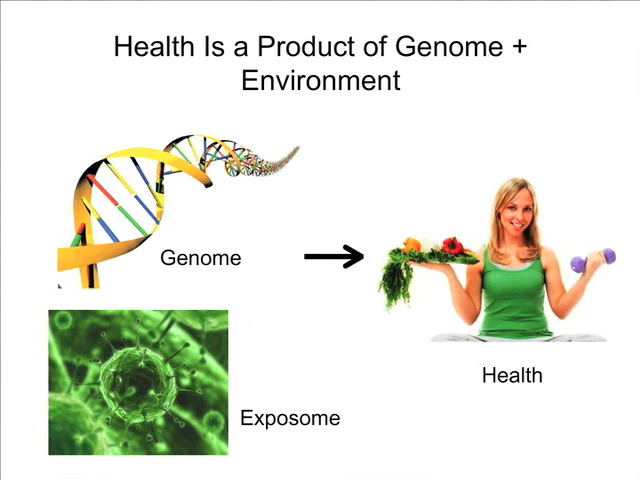 Health Is a Product of Genome +
Environment
Genome
Health
Exposome